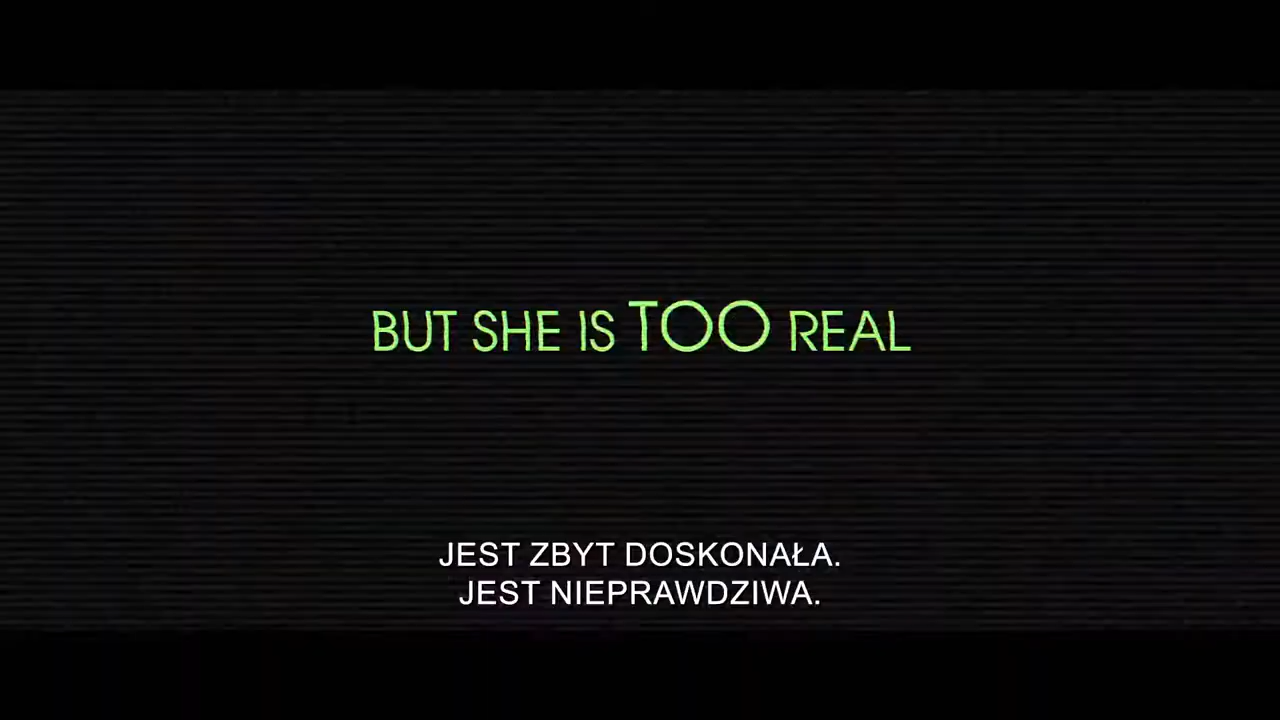 BUT SHE IS TOO REAL
JEST ZBYT DOSKONAŁA.
JEST NIEPRAWDZIWA.